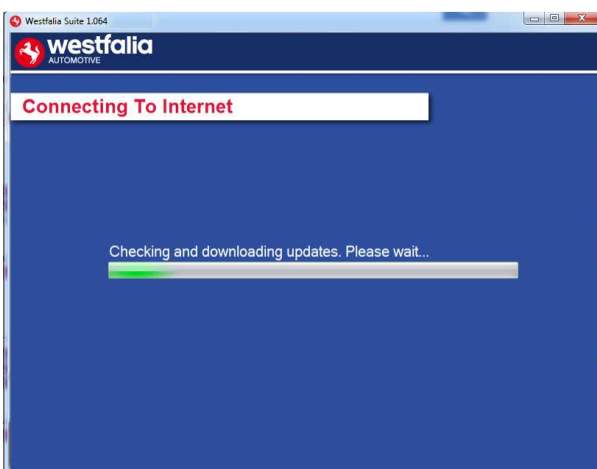 Westfalia Suite 1.064
westfalia
AUTOMOTIVE
Connecting To Internet
Checking and downloading updates. Please wait...